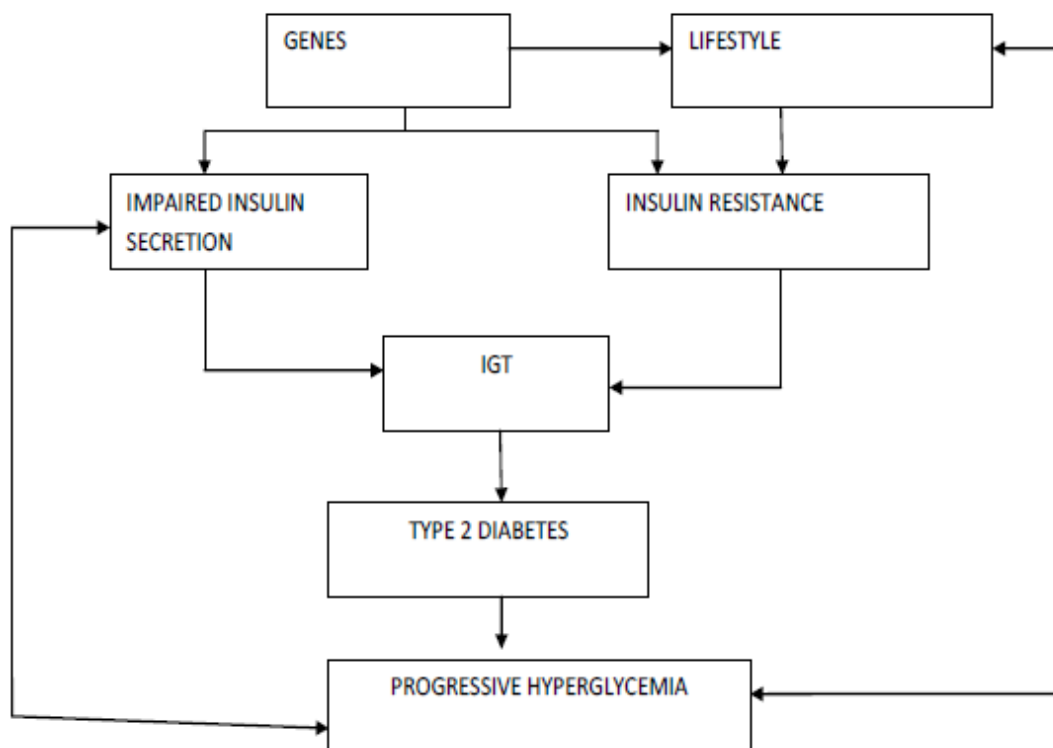 GENES
LIFESTYLE
IMPAIRED INSULIN
SECRETION
INSULIN RESISTANCE
IGT
TYPE 2 DIABETES
PROGRESSIVE HYPERGLYCEMIA